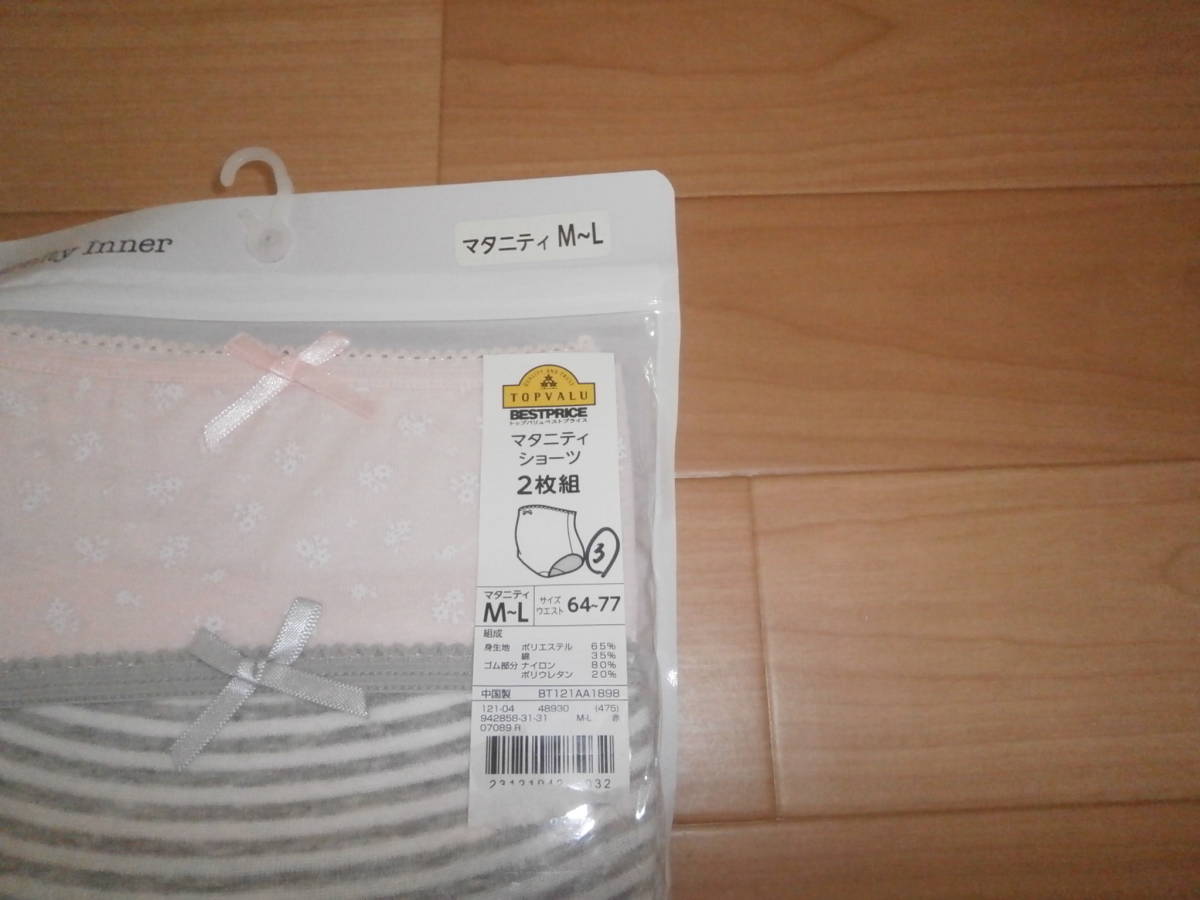 Inner
マタニティ M~L
QUALITY AND TRUST
TOPVALU
BESTPRICE
トップバリュベストプライス
マタニティ
ショーツ
2枚組
3
マタニティ
M~L
サイズ
ウエスト 64~77
組成
身生地 ポリエステル 65%
綿 35%
ゴム部分 ナイロン 80%
ポリウレタン 20%
中国製 BT121AA1898
121-04 48930 (475)
942858-31-31 M-L 赤
07089 R